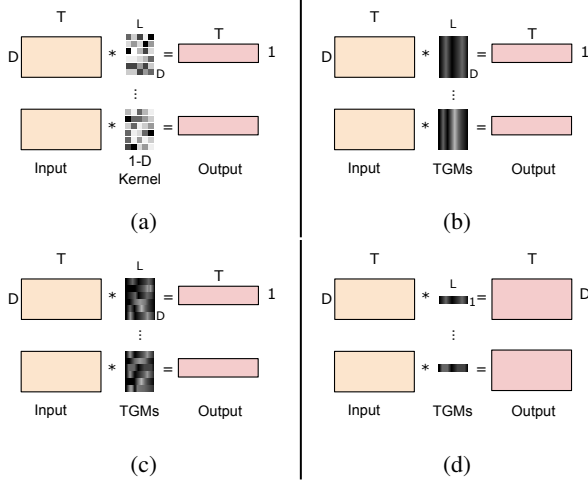 T
L
T
D * = 1
D
⋮
* =
Input
1-D
Kernel
Output
(a)
T
L
T
D * = 1
D
⋮
* =
Input TGMs Output
(b)
T
L
T
D * = 1
D
⋮
* =
Input TGMs Output
(c)
T
L
T
D * 1 = D
⋮
* =
Input TGMs Output
(d)